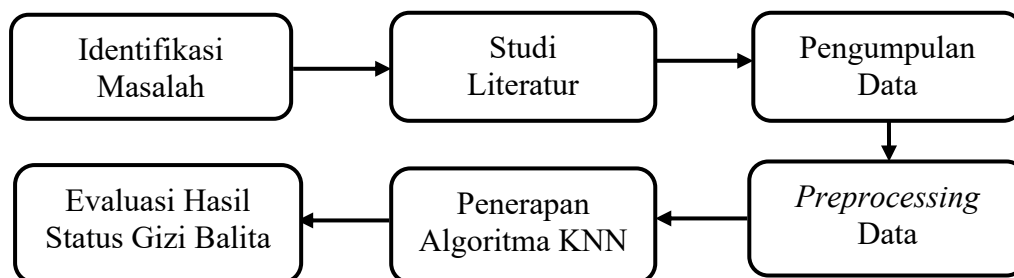 Identifikasi
Masalah
Studi
Literatur
Pengumpulan
Data
Preprocessing
Data
Penerapan
Algoritma KNN
Evaluasi Hasil
Status Gizi Balita